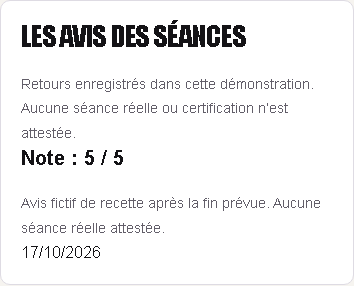 LES AVIS DES SÉANCES
Retours enregistrés dans cette démonstration.
Aucune séance réelle ou certification n'est
attestée.
Note : 5 / 5
Avis fictif de recette après la fin prévue. Aucune
séance réelle attestée.
17/10/2026